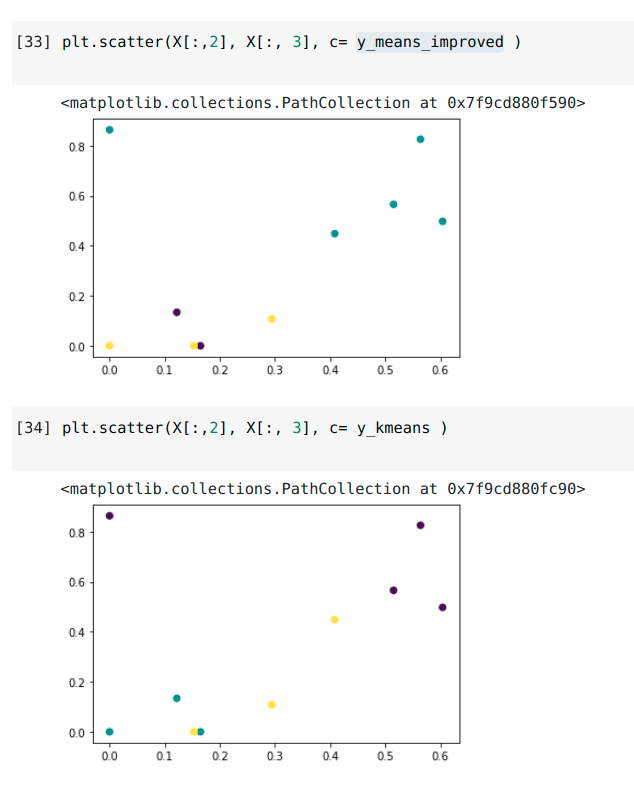 [33] plt.scatter(X[:,2], X[:, 3], c= y_means_improved )
<matplotlib.collections.PathCollection at 0x7f9cd880f590>
0.8
0.6
0.4
0.2
0.0
0.0 0.1 0.2 0.3 0.4 0.5 0.6
[34] plt.scatter(X[:,2], X[:, 3], c= y_kmeans )
<matplotlib.collections.PathCollection at 0x7f9cd880fc90>
0.8
0.6
0.4
0.2
0.0
0.0 0.1 0.2 0.3 0.4 0.5 0.6